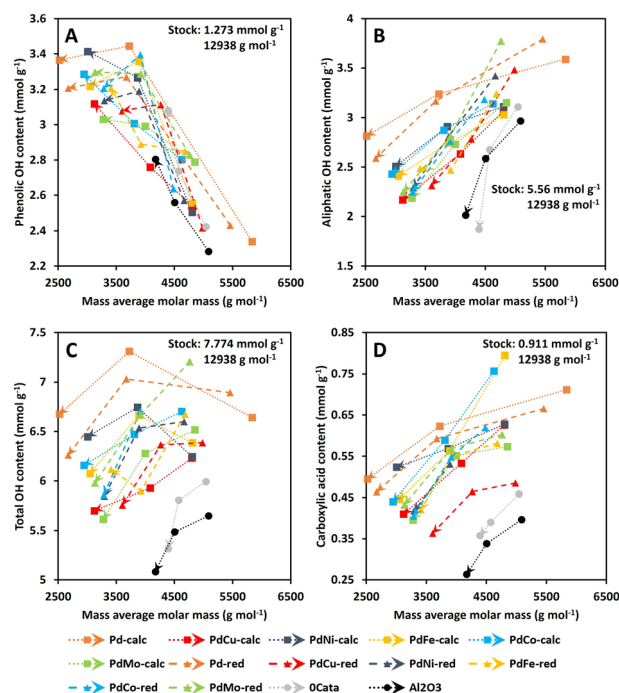 A
Stock: 1.273 mmol g-1
12938 g mol-1
Phenolic OH content (mmol g-1)
3.6
3.4
3.2
3
2.8
2.6
2.4
2.2
2500 3500 4500 5500 6500
Mass average molar mass (g mol-1)
B
Aliphatic OH content (mmol g-1)
4
3.5
3
2.5
2
1.5
1
Stock: 5.56 mmol g-1
12938 g mol-1
2500 3500 4500 5500 6500
Mass average molar mass (g mol-1)
C
Stock: 7.774 mmol g-1
12938 g mol-1
Total OH content (mmol g-1)
7.5
7
6.5
6
5.5
5
2500 3500 4500 5500 6500
Mass average molar mass (g mol-1)
D
Stock: 0.911 mmol g-1
12938 g mol-1
Carboxylic acid content (mmol g-1)
0.85
0.75
0.65
0.55
0.45
0.35
0.25
2500 3500 4500 5500 6500
Mass average molar mass (g mol-1)
Pd-calc PdCu-calc PdNi-calc PdFe-calc PdCo-calc
PdMo-calc Pd-red PdCu-red PdNi-red PdFe-red
PdCo-red PdMo-red 0Cata Al2O3